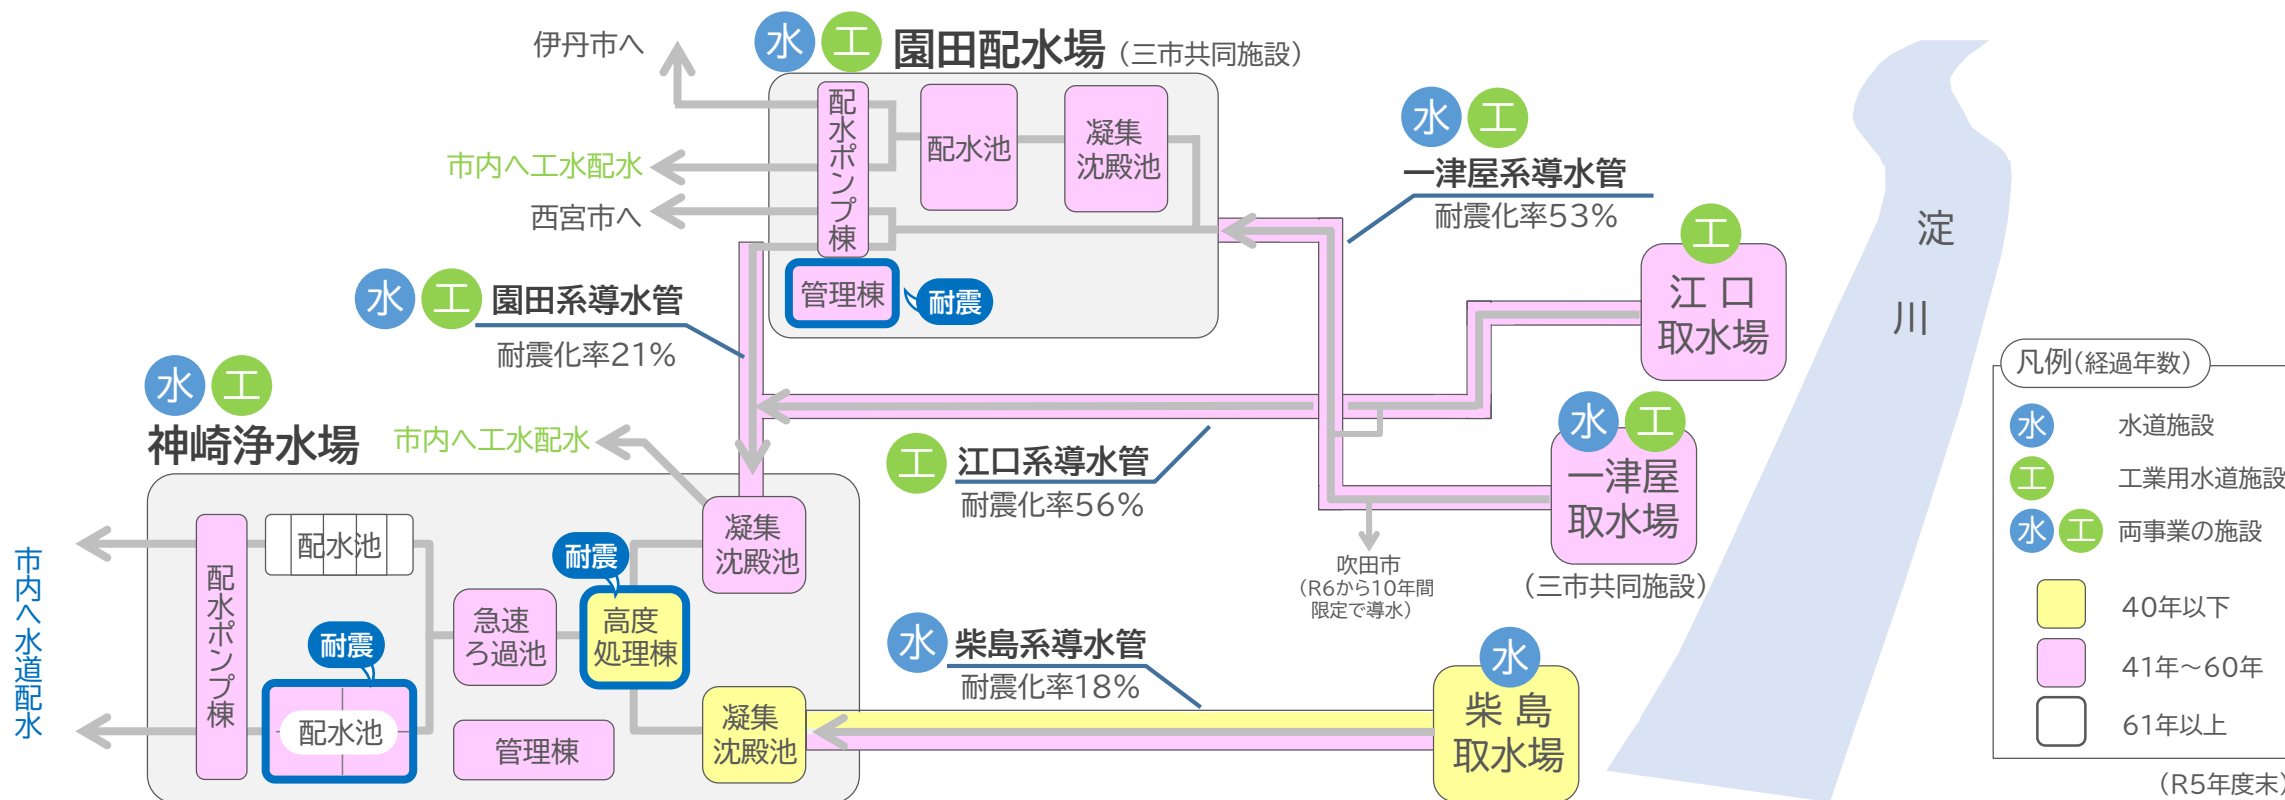 伊丹市へ
水 工 園田配水場（三市共同施設）
市内へ工水配水
西宮市へ
配水ポンプ棟
配水池
凝集
沈殿池
管理棟
耐震
水 工
一津屋系導水管
耐震化率53%
工
江口
取水場
淀川
水 工 園田系導水管
耐震化率21%
水 工
神崎浄水場
市内へ工水配水
工 江口系導水管
耐震化率56%
水 工
一津屋
取水場
（三市共同施設）
吹田市
（R6から10年間
限定で導水）
市内へ水道配水
配水ポンプ棟
配水池
耐震
配水池
急速
ろ過池
耐震
高度
処理棟
凝集
沈殿池
管理棟
凝集
沈殿池
水 柴島系導水管
耐震化率18%
水
柴島
取水場
凡例(経過年数)
水 水道施設
工 工業用水道施設
水 工 両事業の施設
40年以下
41年～60年
61年以上
（R5年度末）